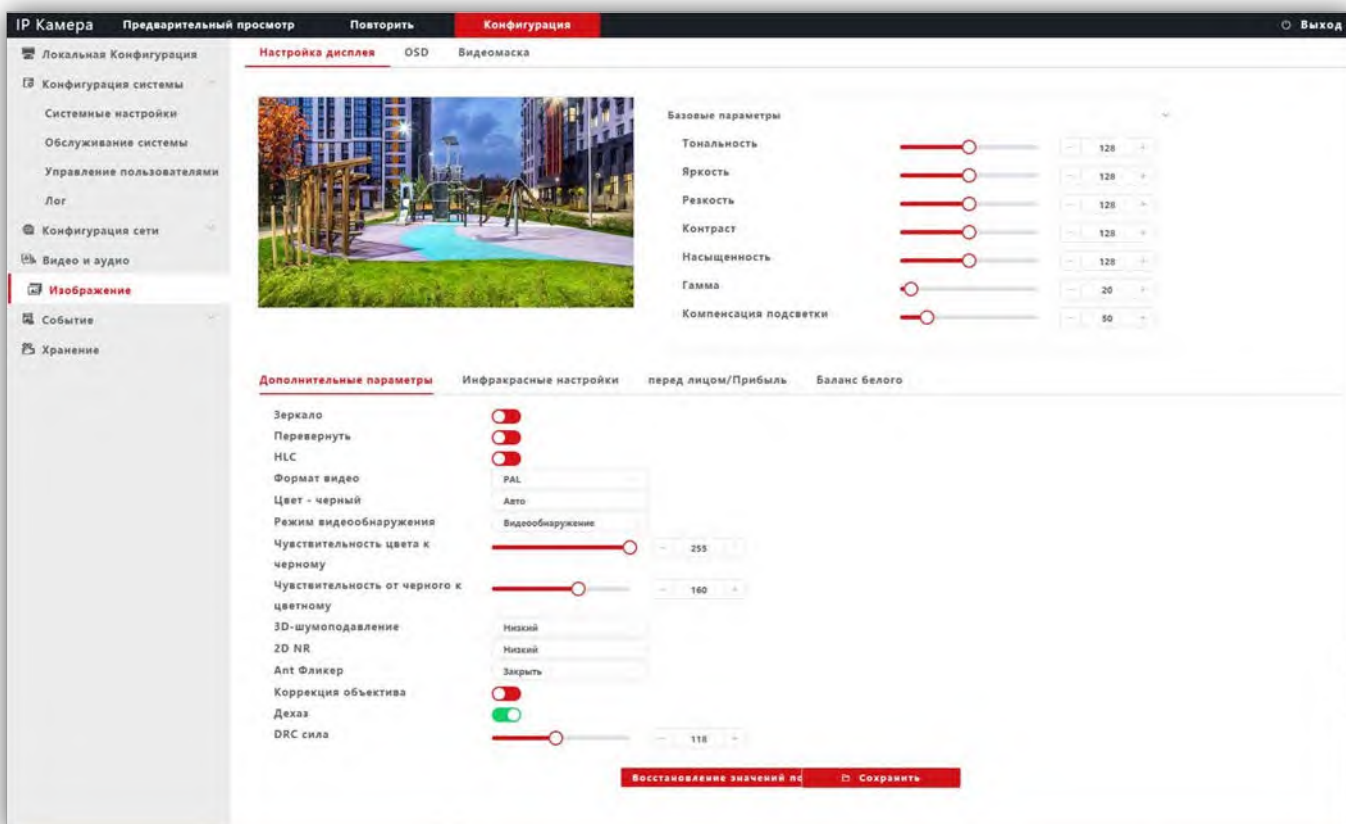 IP Камера Предварительный просмотр Повторить Конфигурация Выход
Локальная Конфигурация
Конфигурация системы
Системные настройки
Обслуживание системы
Управление пользователями
Лог
Конфигурация сети
Видео и аудио
Изображение
Событие
Хранение
Настройка дисплея OSD Видеомаска
Базовые параметры
Тональность 128
Яркость 128
Резкость 128
Контраст 128
Насыщенность 128
Гамма 20
Компенсация подсветки 50
Дополнительные параметры Инфракрасные настройки перед лицом/Прибыль Баланс белого
Зеркало
Перевернуть
HLC
Формат видео PAL
Цвет - черный Авто
Режим видеообнаружения Видеообнаружение
Чувствительность цвета к 255
черному
Чувствительность от черного к 160
цветному
3D-шумоподавление Низкий
2D NR Низкий
Ant Фликер Закрыть
Коррекция объектива
Дехаз
DRC сила 118
Восстановление значений по Сохранить